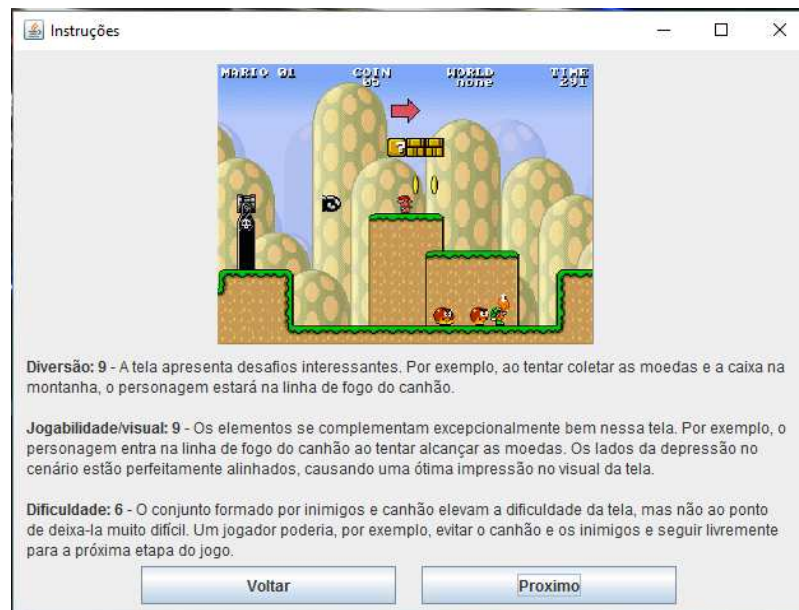 Instruções
MARIO 01 COIN WORLD TIME
05 none 291
?
Diversão: 9 - A tela apresenta desafios interessantes. Por exemplo, ao tentar coletar as moedas e a caixa na
montanha, o personagem estará na linha de fogo do canhão.
Jogabilidade/visual: 9 - Os elementos se complementam excepcionalmente bem nessa tela. Por exemplo, o
personagem entra na linha de fogo do canhão ao tentar alcançar as moedas. Os lados da depressão no
cenário estão perfeitamente alinhados, causando uma ótima impressão no visual da tela.
Dificuldade: 6 - O conjunto formado por inimigos e canhão elevam a dificuldade da tela, mas não ao ponto
de deixa-la muito difícil. Um jogador poderia, por exemplo, evitar o canhão e os inimigos e seguir livremente
para a próxima etapa do jogo.
Voltar Proximo